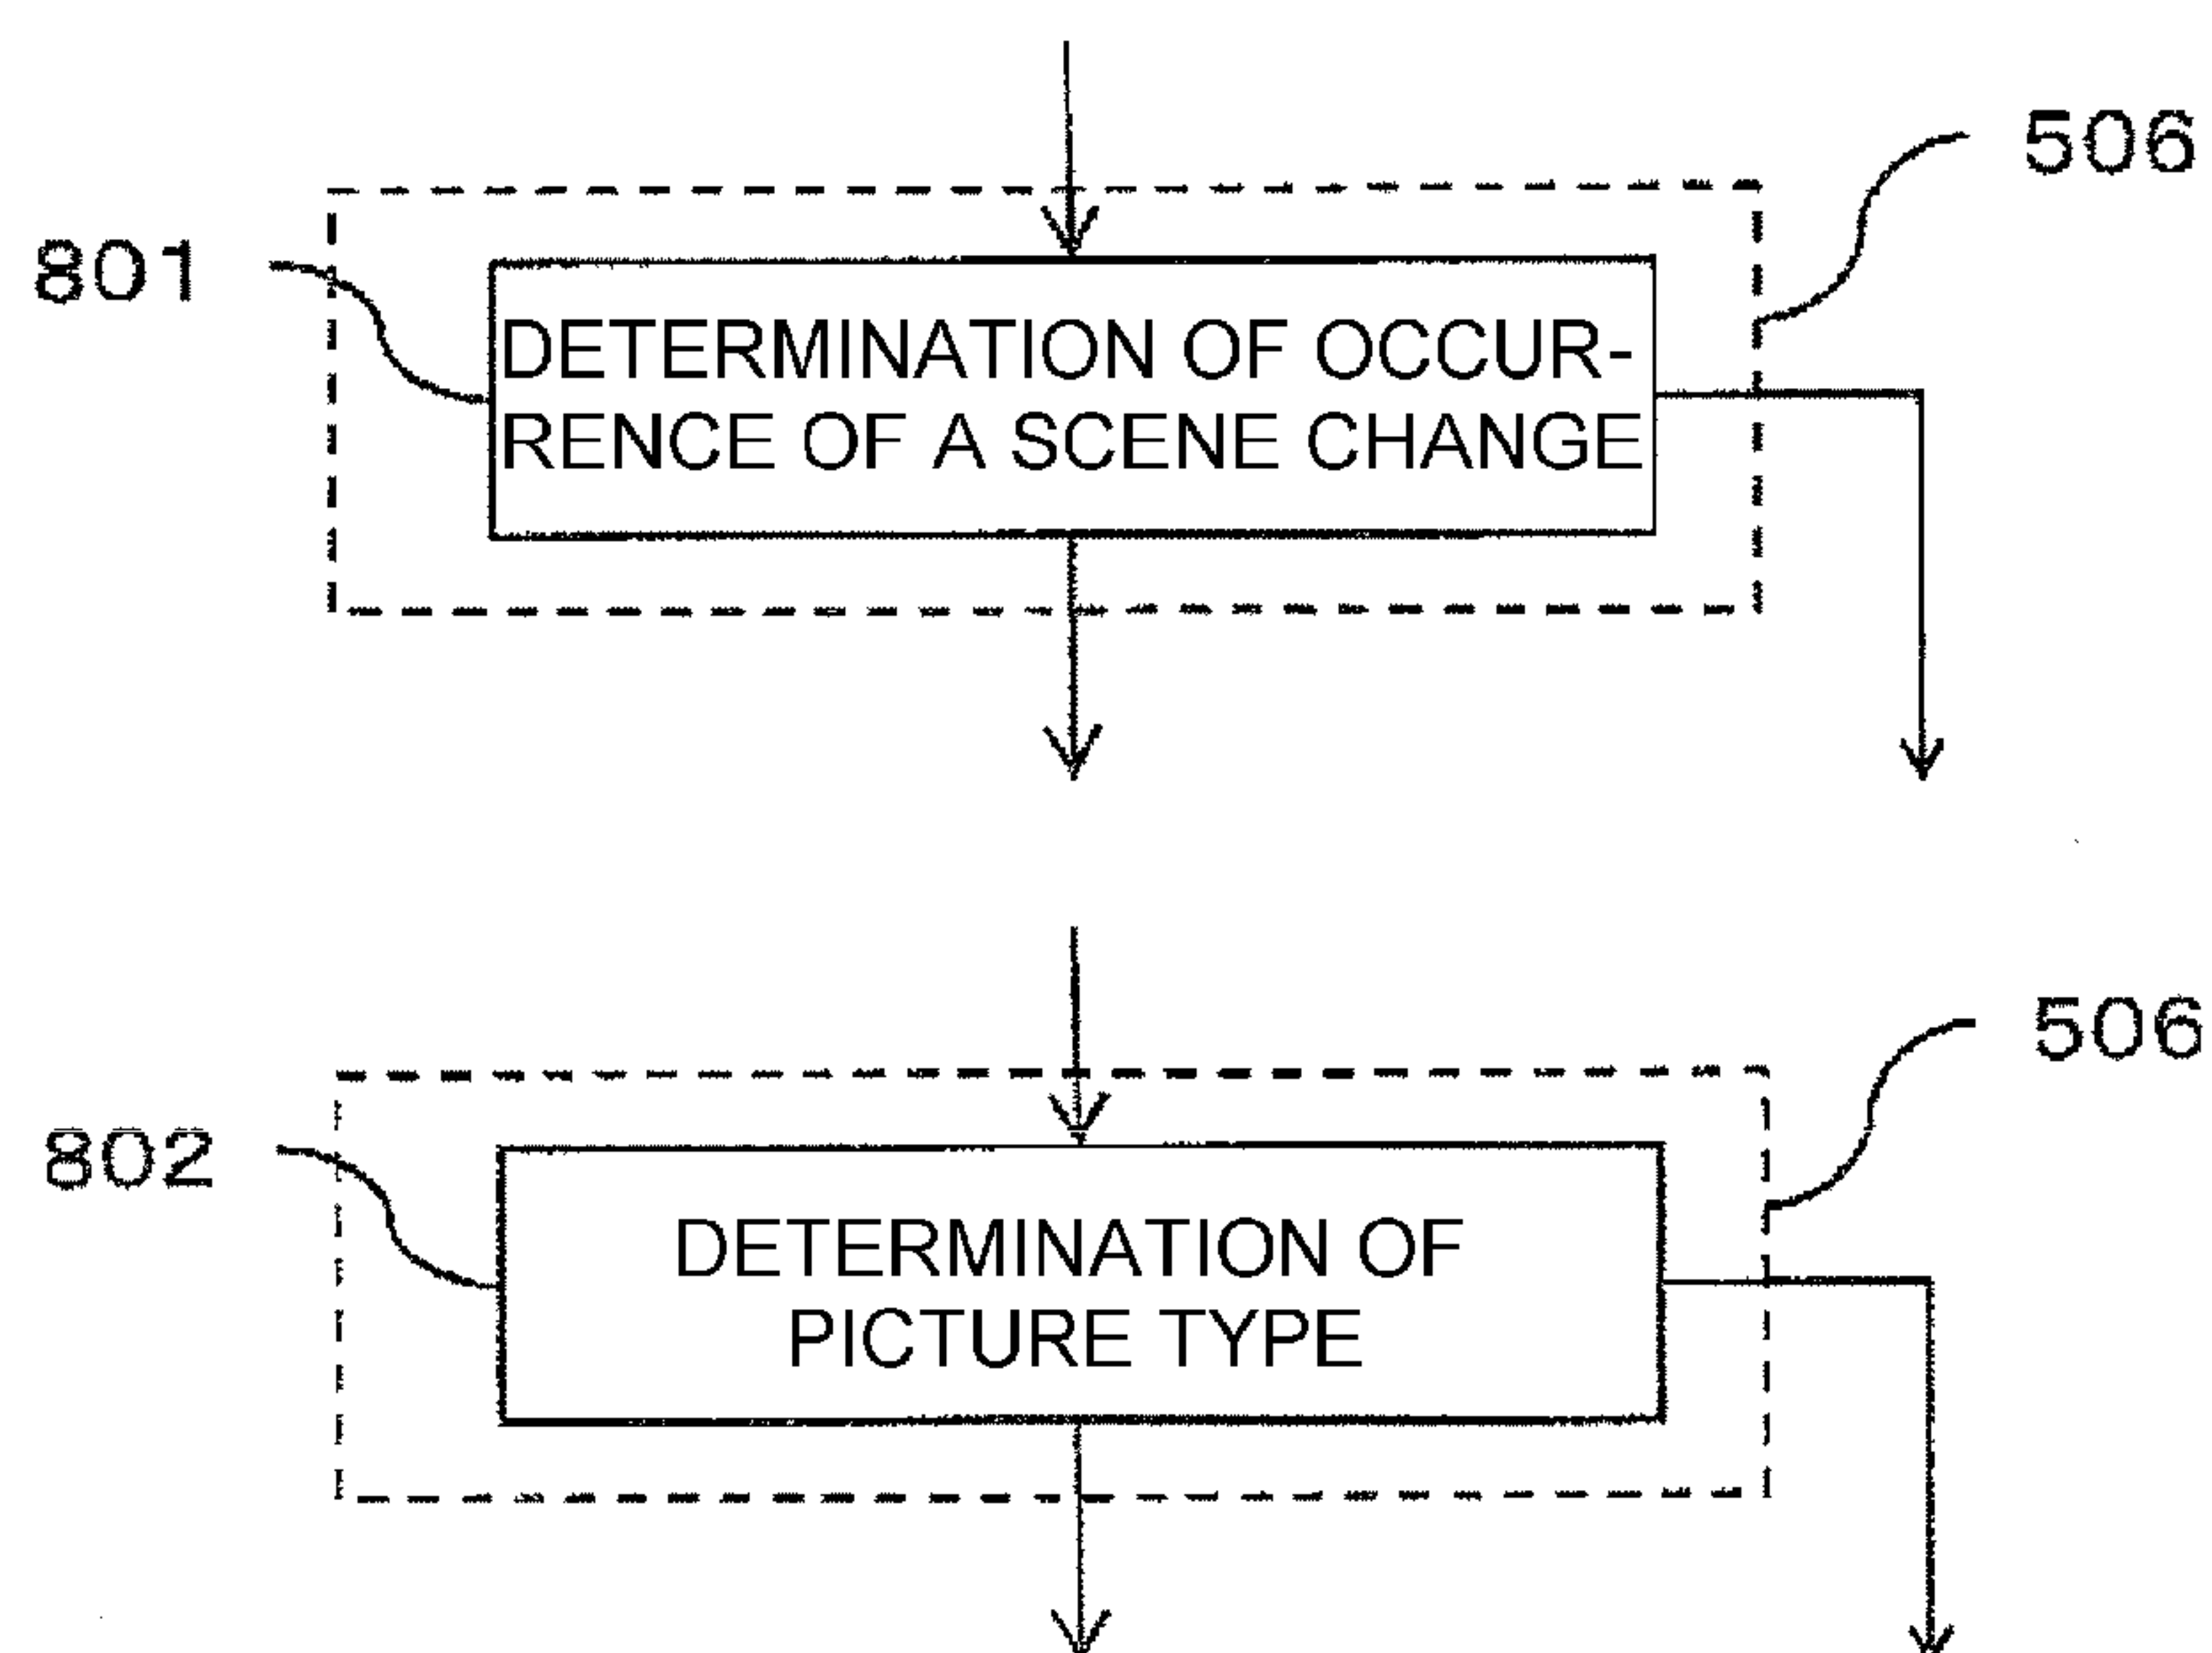 506
801
DETERMINATION OF OCCUR-
RENCE OF A SCENE CHANGE
506
802
DETERMINATION OF
PICTURE TYPE